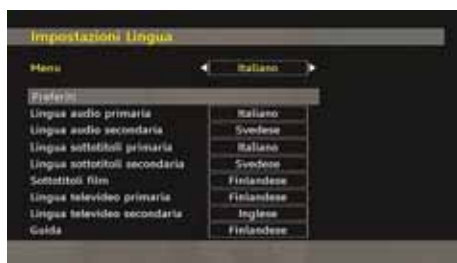 Impostazioni Lingua
Menu Italiano
Preferiti
Lingua audio primaria Italiano
Lingua audio secondaria Svedese
Lingua sottotitoli primaria Italiano
Lingua sottotitoli secondaria Svedese
Sottotitoli film Finlandese
Lingua televideo primaria Finlandese
Lingua televideo secondaria Inglese
Guida Finlandese